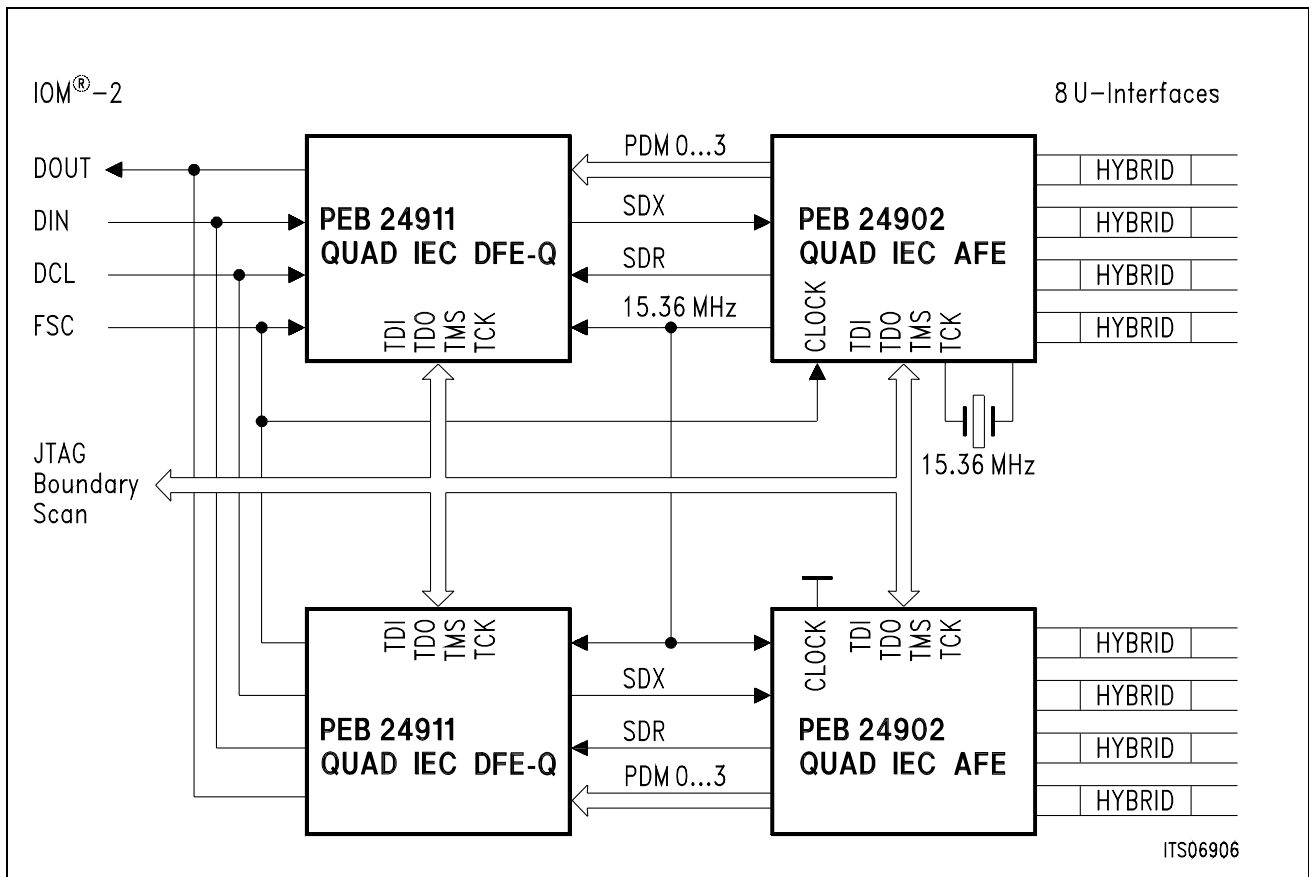 IOM®-2
8 U-Interfaces
DOUT
DIN
DCL
FSC
PEB 24911
QUAD IEC DFE-Q
TDI
TDO
TMS
TCK
PDM 0...3
SDX
SDR
15.36 MHz
PEB 24902
QUAD IEC AFE
CLOCK
TDI
TDO
TMS
TCK
HYBRID
HYBRID
HYBRID
HYBRID
15.36 MHz
JTAG
Boundary
Scan
TDI
TDO
TMS
TCK
PEB 24911
QUAD IEC DFE-Q
SDX
SDR
PDM 0...3
CLOCK
TDI
TDO
TMS
TCK
PEB 24902
QUAD IEC AFE
HYBRID
HYBRID
HYBRID
HYBRID
ITS06906